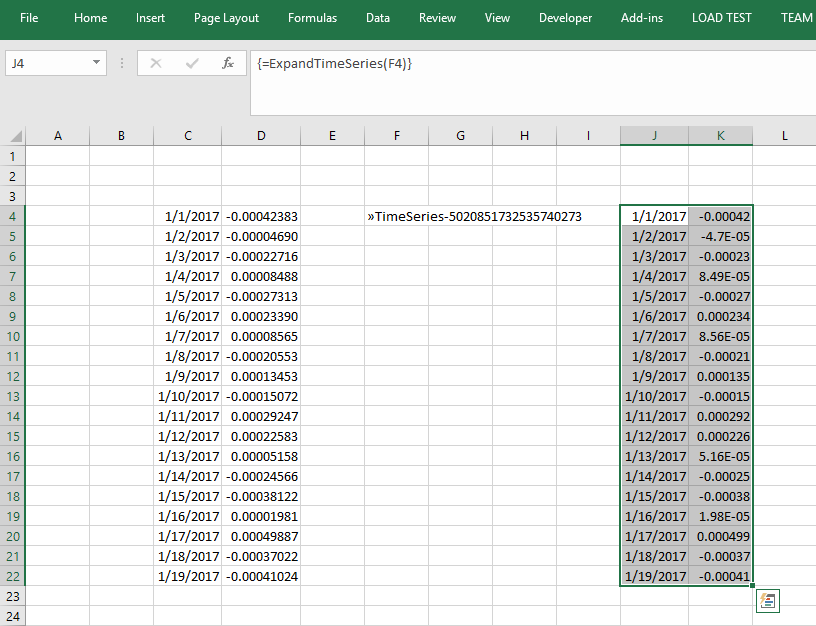 File Home Insert Page Layout Formulas Data Review View Developer Add-ins LOAD TEST TEAM
J4 fx {=ExpandTimeSeries(F4)}
A B C D E F G H I J K L
1
2
3
4 1/1/2017 -0.00042383 »TimeSeries-5020851732535740273 1/1/2017 -0.00042
5 1/2/2017 -0.00004690 1/2/2017 -4.7E-05
6 1/3/2017 -0.00022716 1/3/2017 -0.00023
7 1/4/2017 0.00008488 1/4/2017 8.49E-05
8 1/5/2017 -0.00027313 1/5/2017 -0.00027
9 1/6/2017 0.00023390 1/6/2017 0.000234
10 1/7/2017 0.00008565 1/7/2017 8.56E-05
11 1/8/2017 -0.00020553 1/8/2017 -0.00021
12 1/9/2017 0.00013453 1/9/2017 0.000135
13 1/10/2017 -0.00015072 1/10/2017 -0.00015
14 1/11/2017 0.00029247 1/11/2017 0.000292
15 1/12/2017 0.00022583 1/12/2017 0.000226
16 1/13/2017 0.00005158 1/13/2017 5.16E-05
17 1/14/2017 -0.00024566 1/14/2017 -0.00025
18 1/15/2017 -0.00038122 1/15/2017 -0.00038
19 1/16/2017 0.00001981 1/16/2017 1.98E-05
20 1/17/2017 0.00049887 1/17/2017 0.000499
21 1/18/2017 -0.00037022 1/18/2017 -0.00037
22 1/19/2017 -0.00041024 1/19/2017 -0.00041
23
24